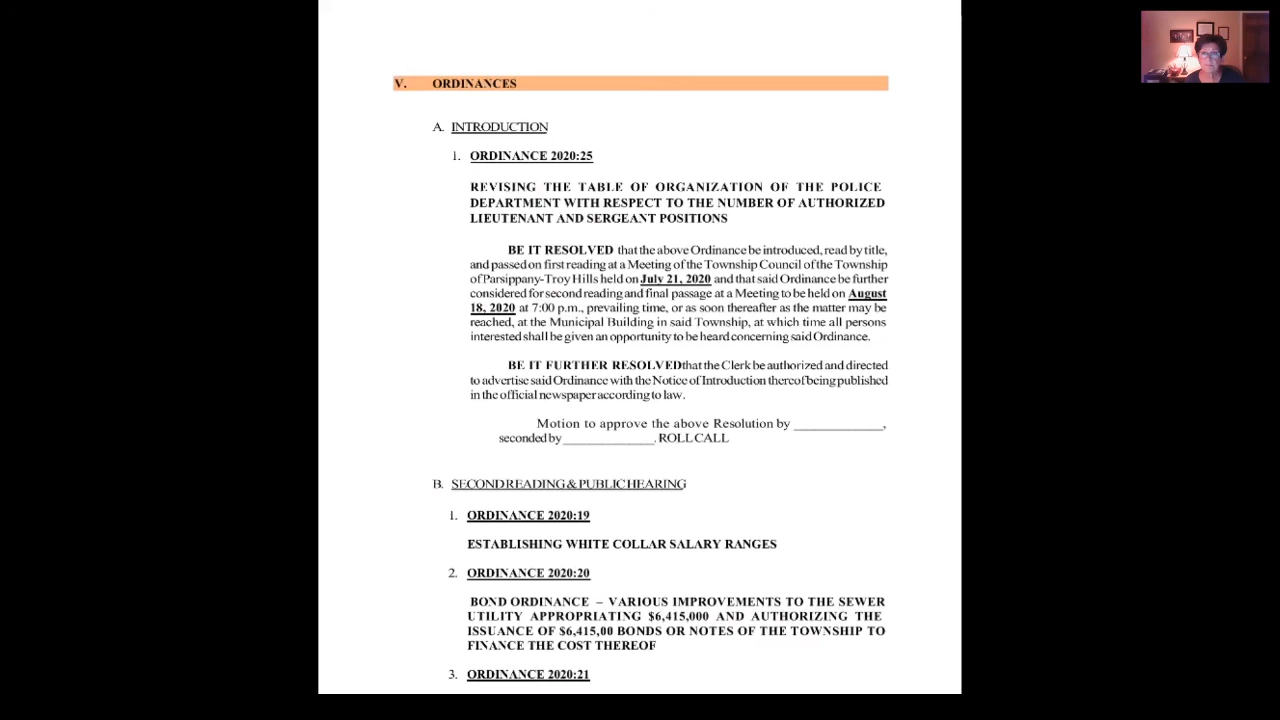 V. ORDINANCES
A. INTRODUCTION
1. ORDINANCE 2020:25
REVISING THE TABLE OF ORGANIZATION OF THE POLICE
DEPARTMENT WITH RESPECT TO THE NUMBER OF AUTHORIZED
LIEUTENANT AND SERGEANT POSITIONS
BE IT RESOLVED that the above Ordinance be introduced, read by title,
and passed on first reading at a Meeting of the Township Council of the Township
of Parsippany-Troy Hills held on July 21, 2020 and that said Ordinance be further
considered for second reading and final passage at a Meeting to be held on August
18, 2020 at 7:00 p.m., prevailing time, or as soon thereafter as the matter may be
reached, at the Municipal Building in said Township, at which time all persons
interested shall be given an opportunity to be heard concerning said Ordinance.
BE IT FURTHER RESOLVED that the Clerk be authorized and directed
to advertise said Ordinance with the Notice of Introduction thereof being published
in the official newspaper according to law.
Motion to approve the above Resolution by ______________,
seconded by ______________. ROLL CALL
B. SECOND READING & PUBLIC HEARING
1. ORDINANCE 2020:19
ESTABLISHING WHITE COLLAR SALARY RANGES
2. ORDINANCE 2020:20
BOND ORDINANCE – VARIOUS IMPROVEMENTS TO THE SEWER
UTILITY APPROPRIATING $6,415,000 AND AUTHORIZING THE
ISSUANCE OF $6,415,00 BONDS OR NOTES OF THE TOWNSHIP TO
FINANCE THE COST THEREOF
3. ORDINANCE 2020:21